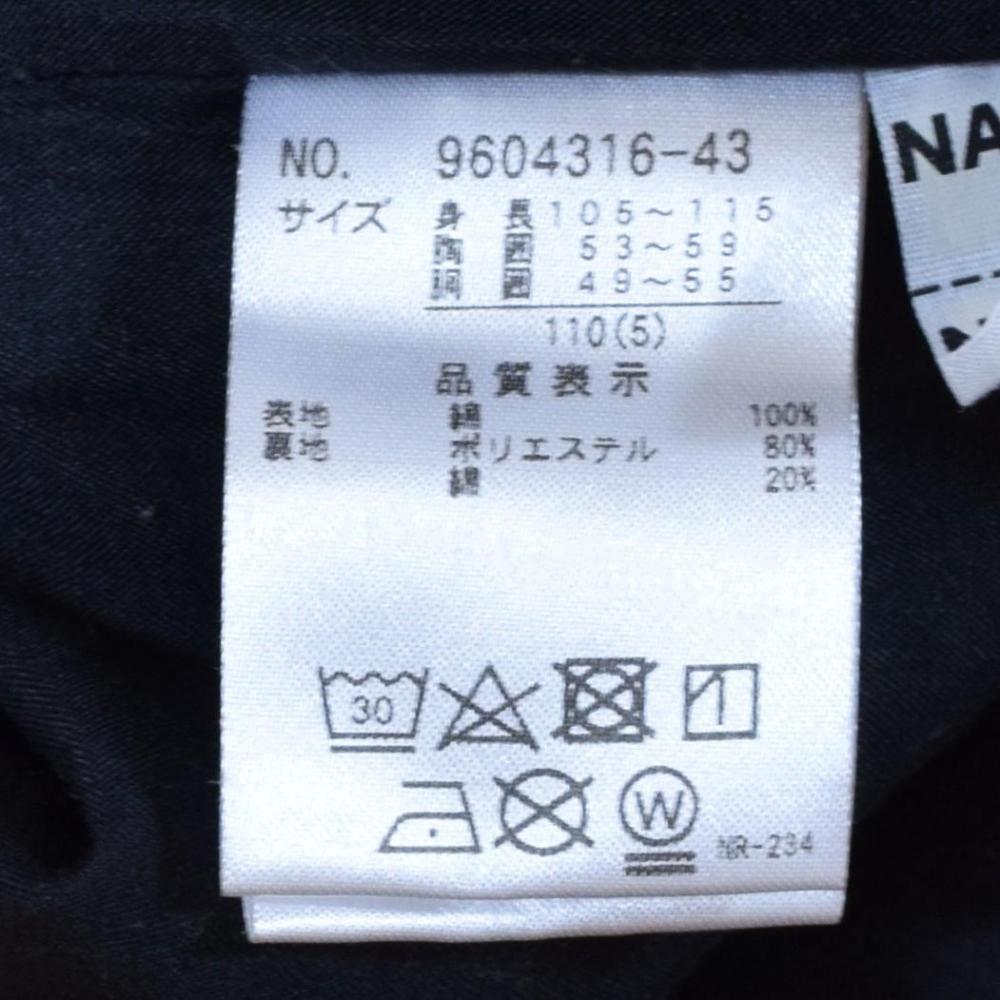 NO. 9604316-43
サイズ 身 長 105～115
胸 囲 53～59
胴 囲 49～55
110(5)
品質表示
表地 綿 100%
裏地 ポリエステル 80%
綿 20%
30
W
NR-234
NA